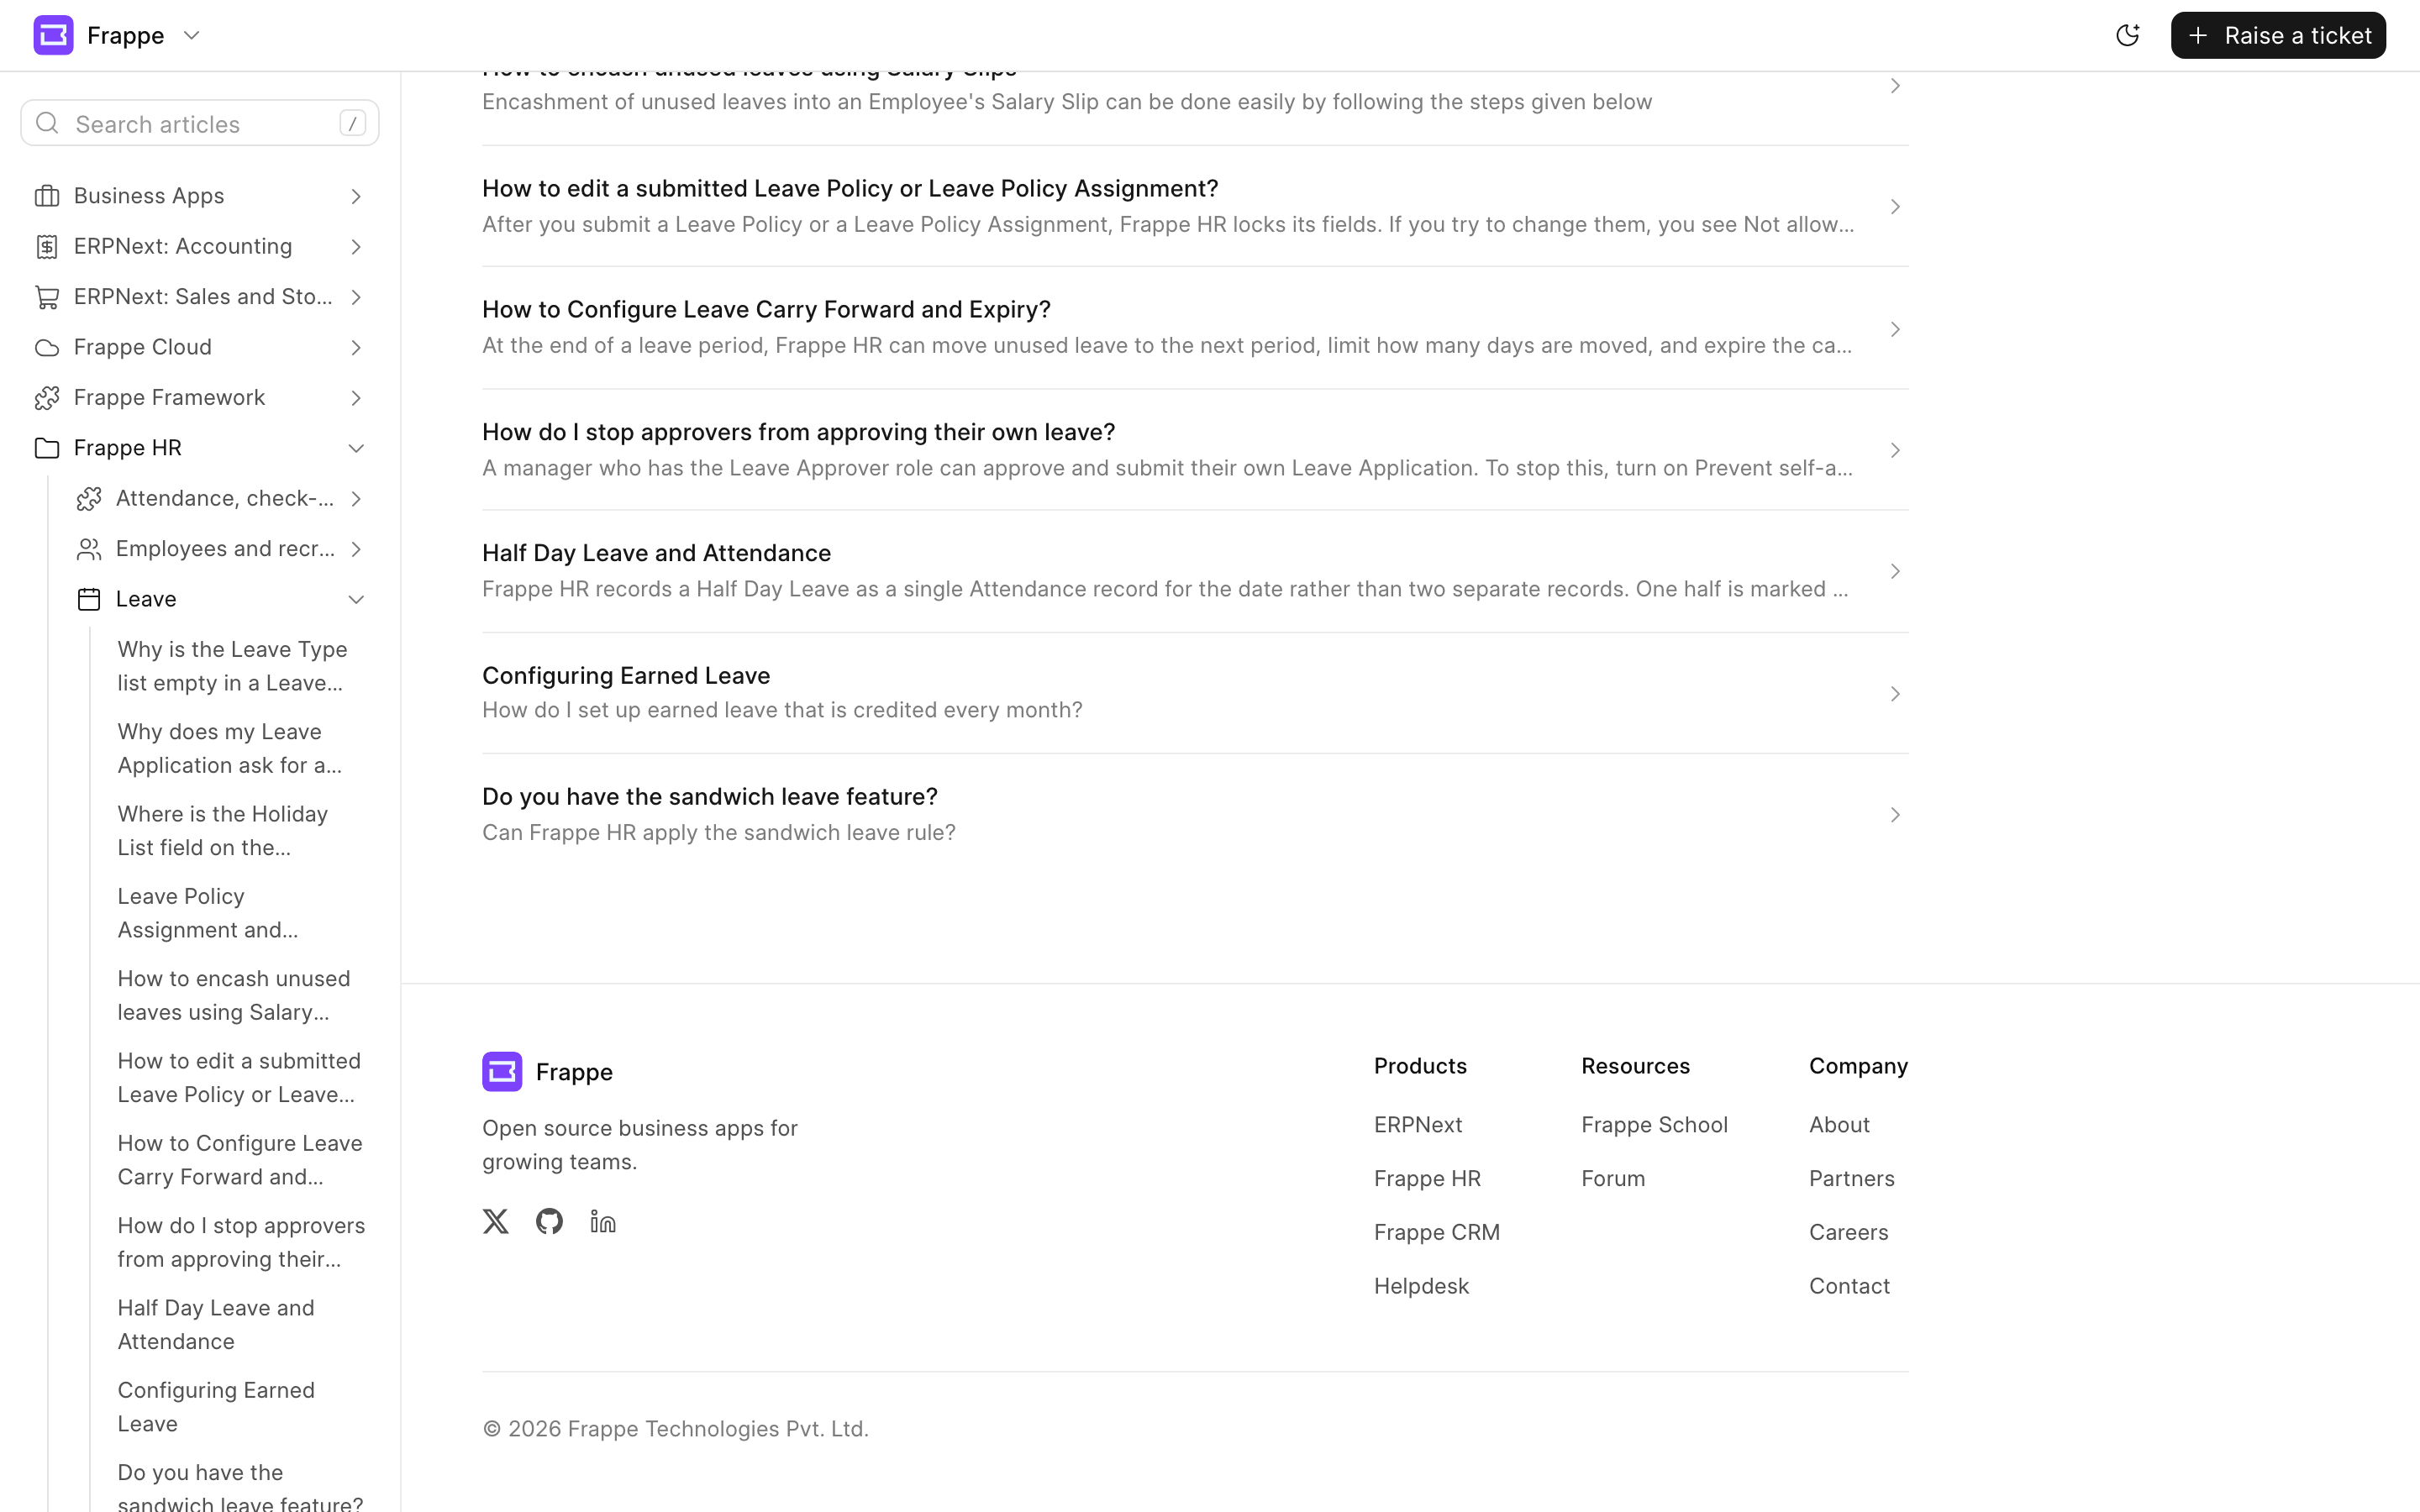 Frappe
Raise a ticket
Search articles
/
Business Apps
ERPNext: Accounting
ERPNext: Sales and Sto...
Frappe Cloud
Frappe Framework
Frappe HR
Attendance, check-...
Employees and recr...
Leave
Why is the Leave Type
list empty in a Leave...
Why does my Leave
Application ask for a...
Where is the Holiday
List field on the...
Leave Policy
Assignment and...
How to encash unused
leaves using Salary...
How to edit a submitted
Leave Policy or Leave...
How to Configure Leave
Carry Forward and...
How do I stop approvers
from approving their...
Half Day Leave and
Attendance
Configuring Earned
Leave
Do you have the
sandwich leave feature?
How to encash unused leaves using Salary Slips
Encashment of unused leaves into an Employee's Salary Slip can be done easily by following the steps given below
How to edit a submitted Leave Policy or Leave Policy Assignment?
After you submit a Leave Policy or a Leave Policy Assignment, Frappe HR locks its fields. If you try to change them, you see Not allow...
How to Configure Leave Carry Forward and Expiry?
At the end of a leave period, Frappe HR can move unused leave to the next period, limit how many days are moved, and expire the ca...
How do I stop approvers from approving their own leave?
A manager who has the Leave Approver role can approve and submit their own Leave Application. To stop this, turn on Prevent self-a...
Half Day Leave and Attendance
Frappe HR records a Half Day Leave as a single Attendance record for the date rather than two separate records. One half is marked ...
Configuring Earned Leave
How do I set up earned leave that is credited every month?
Do you have the sandwich leave feature?
Can Frappe HR apply the sandwich leave rule?
Frappe
Open source business apps for
growing teams.
Products
ERPNext
Frappe HR
Frappe CRM
Helpdesk
Resources
Frappe School
Forum
Company
About
Partners
Careers
Contact
© 2026 Frappe Technologies Pvt. Ltd.